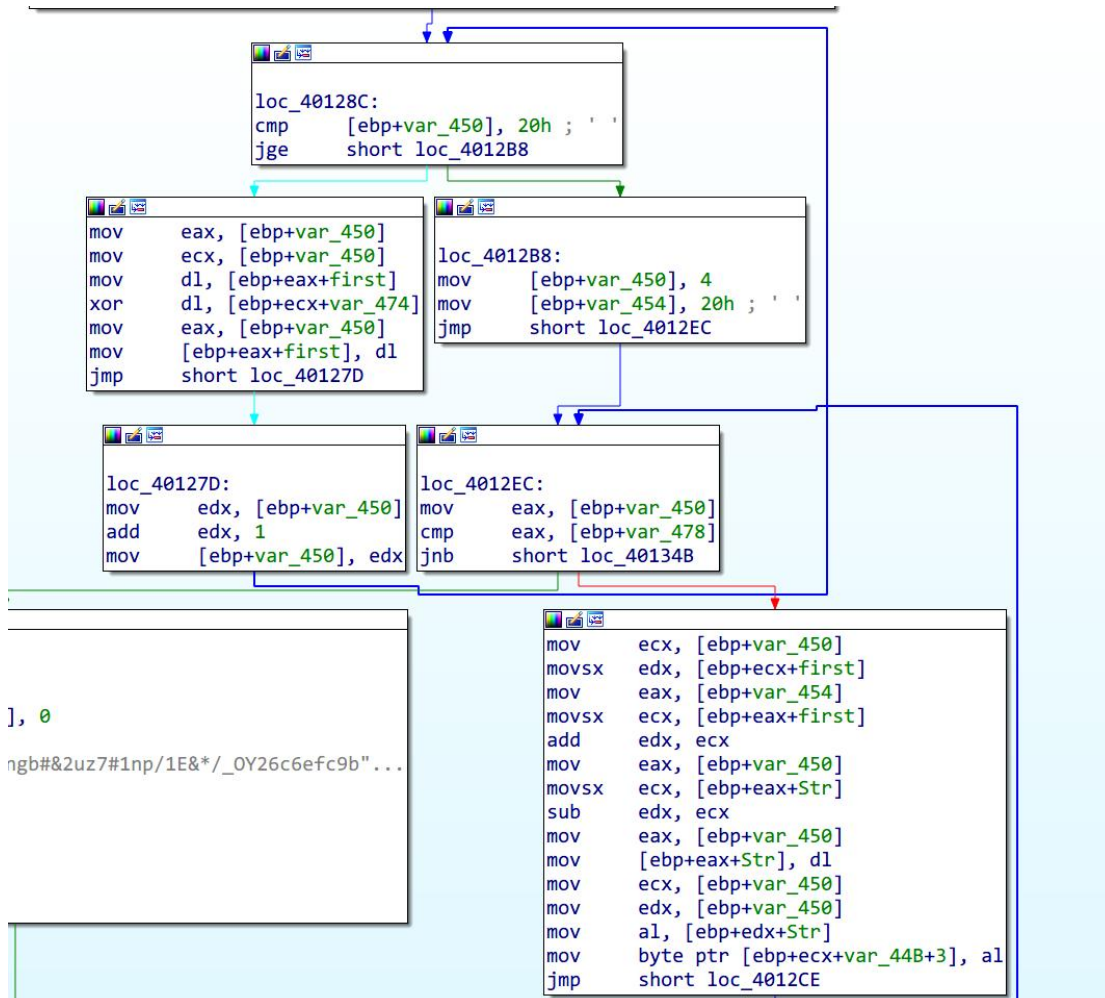 loc_40128C:
cmp [ebp+var_450], 20h ; ' '
jge short loc_4012B8
mov eax, [ebp+var_450]
mov ecx, [ebp+var_450]
mov dl, [ebp+eax+first]
xor dl, [ebp+ecx+var_474]
mov eax, [ebp+var_450]
mov [ebp+eax+first], dl
jmp short loc_40127D
loc_4012B8:
mov [ebp+var_450], 4
mov [ebp+var_454], 20h ; ' '
jmp short loc_4012EC
loc_40127D:
mov edx, [ebp+var_450]
add edx, 1
mov [ebp+var_450], edx
loc_4012EC:
mov eax, [ebp+var_450]
cmp eax, [ebp+var_478]
jnb short loc_40134B
], 0
ngb#&2uz7#1np/1E&*/_OY26c6efc9b"...
mov ecx, [ebp+var_450]
movsx edx, [ebp+ecx+first]
mov eax, [ebp+var_454]
movsx ecx, [ebp+eax+first]
add edx, ecx
mov eax, [ebp+var_450]
movsx ecx, [ebp+eax+Str]
sub edx, ecx
mov eax, [ebp+var_450]
mov [ebp+eax+Str], dl
mov ecx, [ebp+var_450]
mov edx, [ebp+var_450]
mov al, [ebp+edx+Str]
mov byte ptr [ebp+ecx+var_44B+3], al
jmp short loc_4012CE